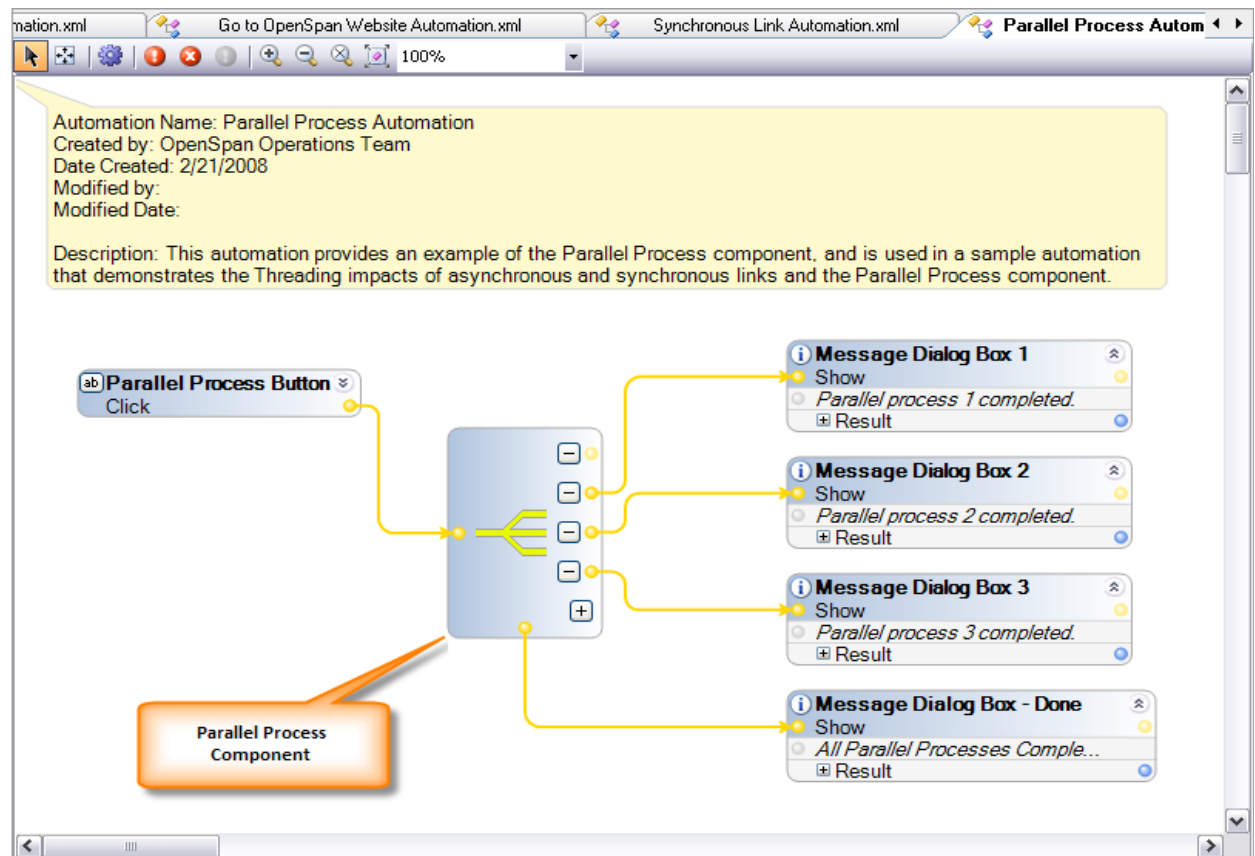 mation.xml
Go to OpenSpan Website Automation.xml
Synchronous Link Automation.xml
Parallel Process Autom
100%
Automation Name: Parallel Process Automation
Created by: OpenSpan Operations Team
Date Created: 2/21/2008
Modified by:
Modified Date:
Description: This automation provides an example of the Parallel Process component, and is used in a sample automation
that demonstrates the Threading impacts of asynchronous and synchronous links and the Parallel Process component.
ab Parallel Process Button
Click
Message Dialog Box 1
Show
Parallel process 1 completed.
Result
Message Dialog Box 2
Show
Parallel process 2 completed.
Result
Message Dialog Box 3
Show
Parallel process 3 completed.
Result
Message Dialog Box - Done
Show
All Parallel Processes Comple...
Result
Parallel Process
Component